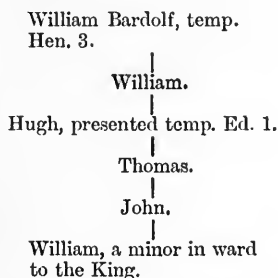 William Bardolf, temp.
Hen. 3.
William.
Hugh, presented temp. Ed. 1.
Thomas.
John.
William, a minor in ward
to the King.